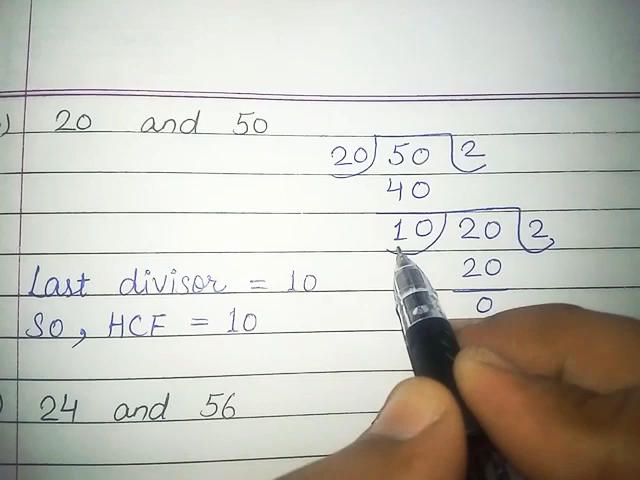 ) 20 and 50
20) 50 (2
40
10) 20 (2
20
0
Last divisor = 10
So, HCF = 10
) 24 and 56